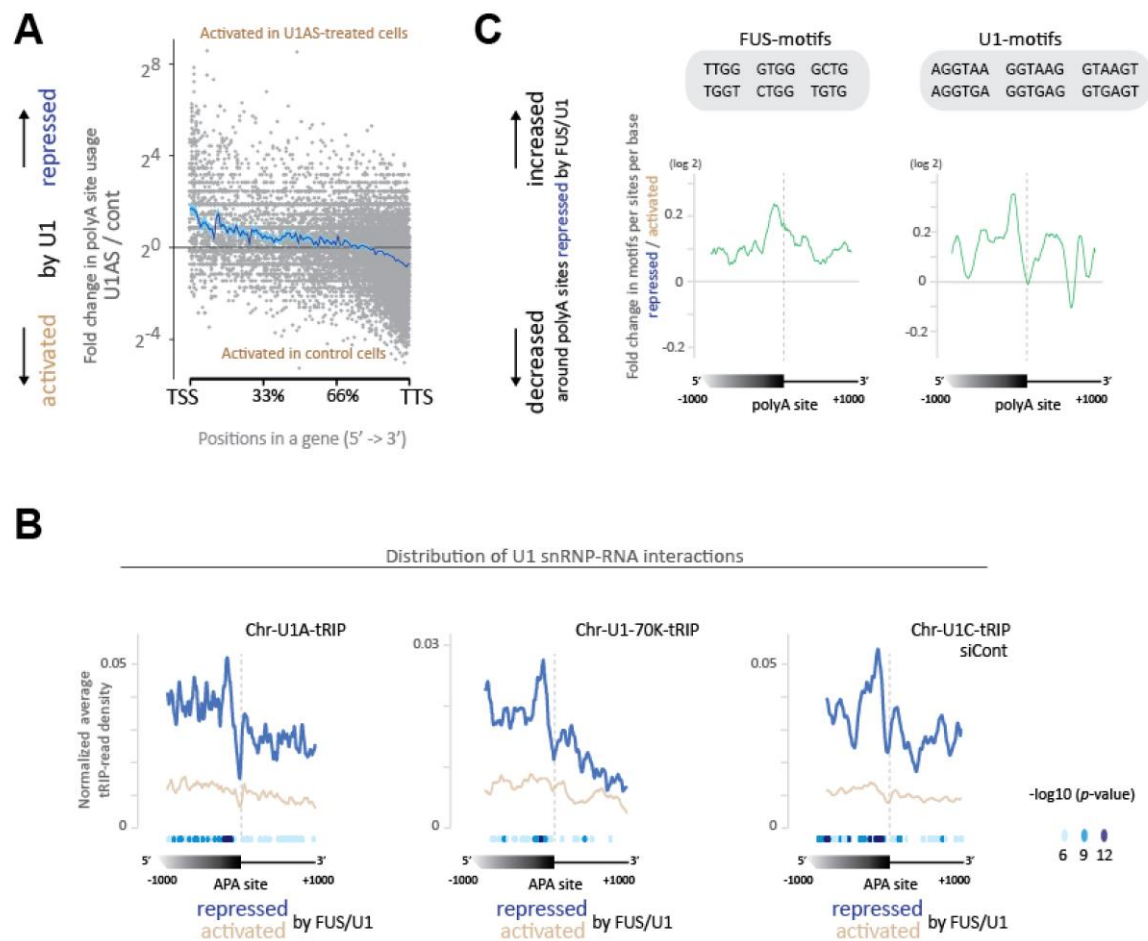 A
Activated in U1AS-treated cells
repressed
by U1
activated
Fold change in polyA site usage
U1AS / cont
2^8
2^4
2^0
2^-4
Activated in control cells
TSS 33% 66% TTS
Positions in a gene (5' -> 3')
C
FUS-motifs
TTGG GTGG GCTG
TGGT CTGG TGTG
U1-motifs
AGGTAA GGTAAG GTAAGT
AGGTGA GGTGAG GTGAGT
increased
decreased
around polyA sites repressed by FUS/U1
Fold change in motifs per sites per base
repressed / activated
(log 2)
0.2
0
-0.2
5' 3'
-1000 polyA site +1000
(log 2)
0.2
0
-0.2
5' 3'
-1000 polyA site +1000
B
Distribution of U1 snRNP-RNA interactions
Normalized average
tRIP-read density
Chr-U1A-tRIP
0.05
0
5' 3'
-1000 APA site +1000
repressed
activated
by FUS/U1
Chr-U1-70K-tRIP
0.03
0
5' 3'
-1000 APA site +1000
repressed
activated
by FUS/U1
Chr-U1C-tRIP
siCont
0.05
0
5' 3'
-1000 APA site +1000
repressed
activated
by FUS/U1
-log10 (p-value)
6 9 12